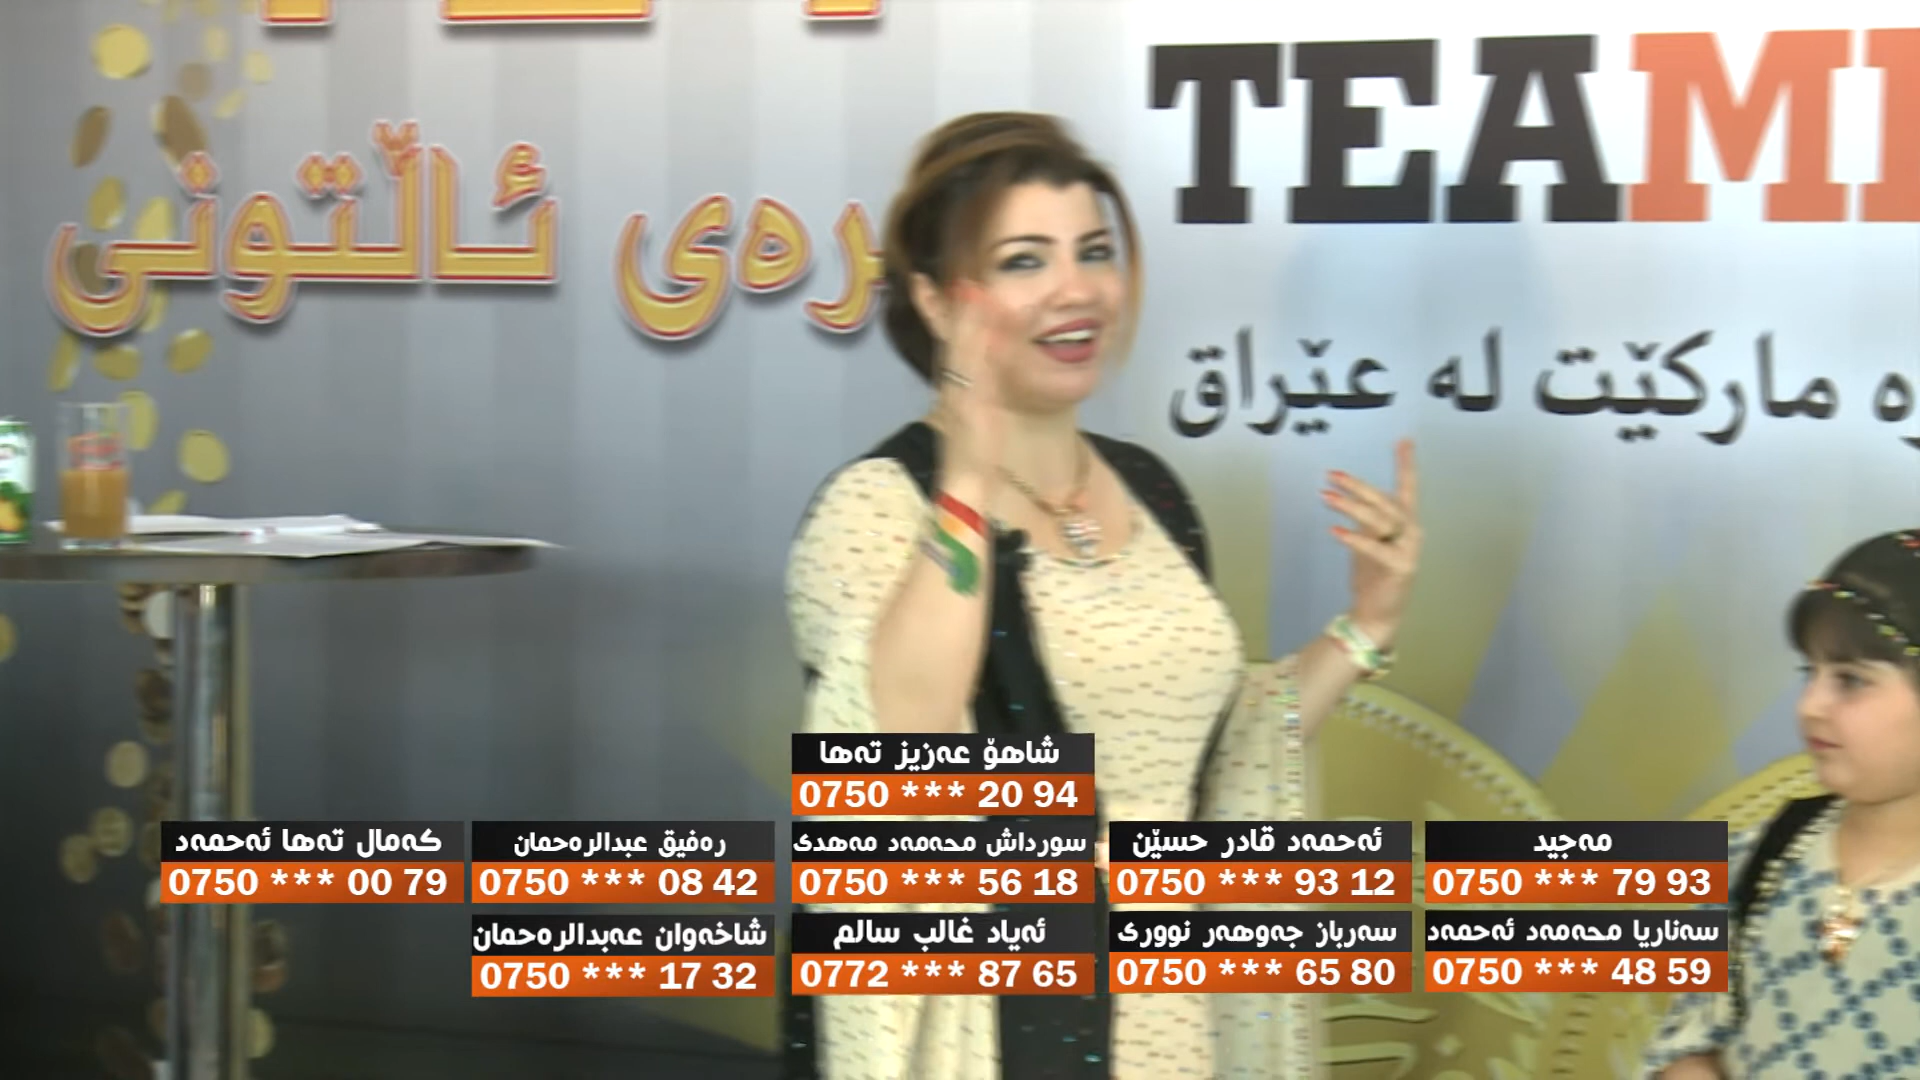 TEAM
ئاڵتونی
مارکێت لە عێراق
شاهۆ عەزیز تەها
0750 *** 20 94
مەجید
0750 *** 79 93
ئەحمەد قادر حسێن
0750 *** 93 12
سورداش محەمەد مەهدی
0750 *** 56 18
رەفیق عبدالرەحمان
0750 *** 08 42
کەمال تەها ئەحمەد
0750 *** 00 79
سەناریا محەمەد ئەحمەد
0750 *** 48 59
سەرباز جەوهەر نووری
0750 *** 65 80
ئەیاد غالب سالم
0772 *** 87 65
شاخەوان عەبدالرەحمان
0750 *** 17 32